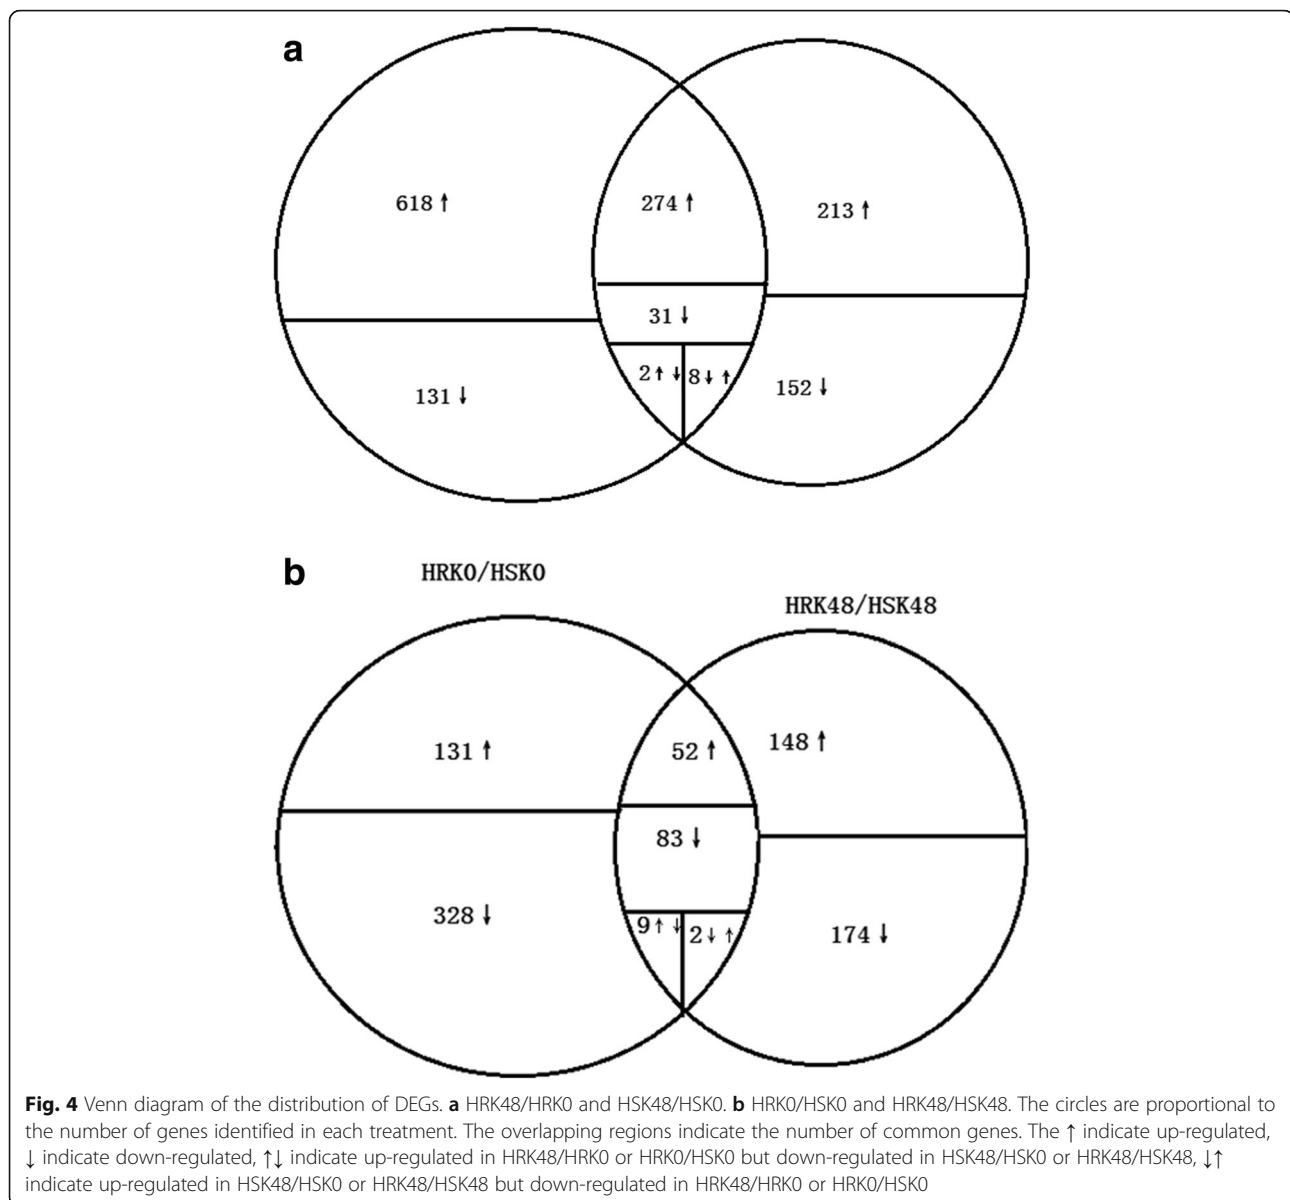 a
618 ↑
274 ↑
213 ↑
31 ↓
2↑ ↓
8↓ ↑
131 ↓
152 ↓
b
HRK0/HSK0
HRK48/HSK48
131 ↑
52 ↑
148 ↑
83 ↓
328 ↓
9↑ ↓
2↓ ↑
174 ↓
Fig. 4 Venn diagram of the distribution of DEGs. a HRK48/HRK0 and HSK48/HSK0. b HRK0/HSK0 and HRK48/HSK48. The circles are proportional to
the number of genes identified in each treatment. The overlapping regions indicate the number of common genes. The ↑ indicate up-regulated,
↓ indicate down-regulated, ↑↓ indicate up-regulated in HRK48/HRK0 or HRK0/HSK0 but down-regulated in HSK48/HSK0 or HRK48/HSK48, ↓↑
indicate up-regulated in HSK48/HSK0 or HRK48/HSK48 but down-regulated in HRK48/HRK0 or HRK0/HSK0